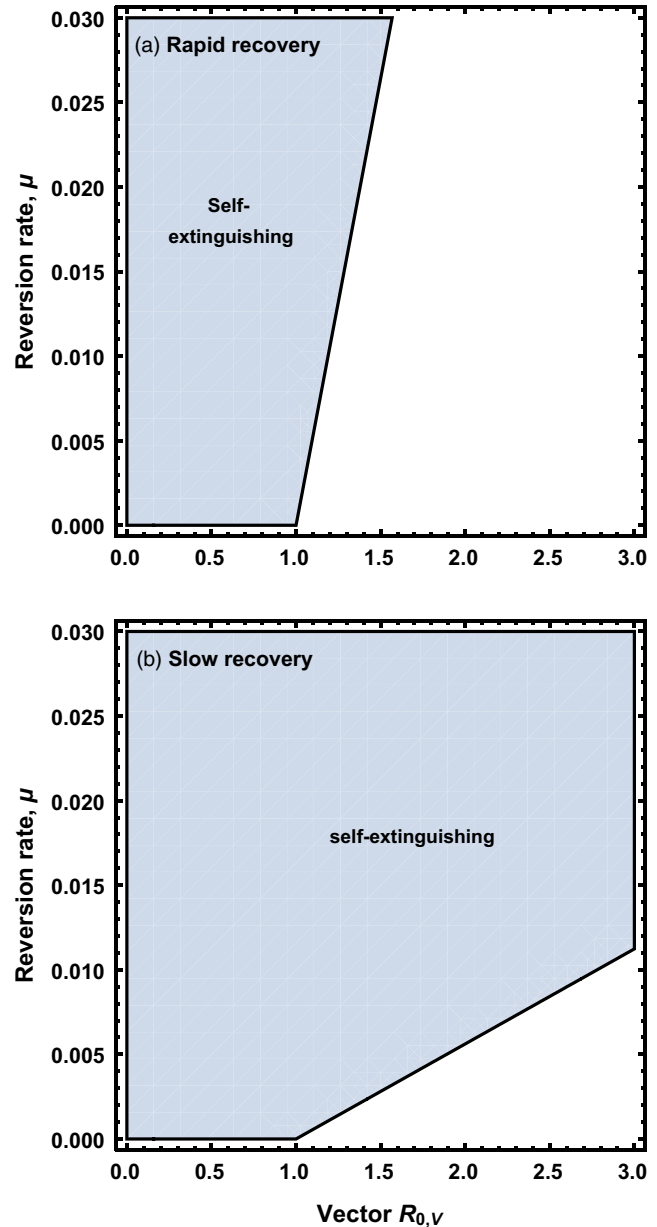 0.030
(a) Rapid recovery
0.025
0.020
Self-
extinguishing
0.015
0.010
0.005
0.000
Reversion rate, μ
0.0 0.5 1.0 1.5 2.0 2.5 3.0
0.030
(b) Slow recovery
0.025
0.020
self-extinguishing
0.015
0.010
0.005
0.000
Reversion rate, μ
0.0 0.5 1.0 1.5 2.0 2.5 3.0
Vector R0,V